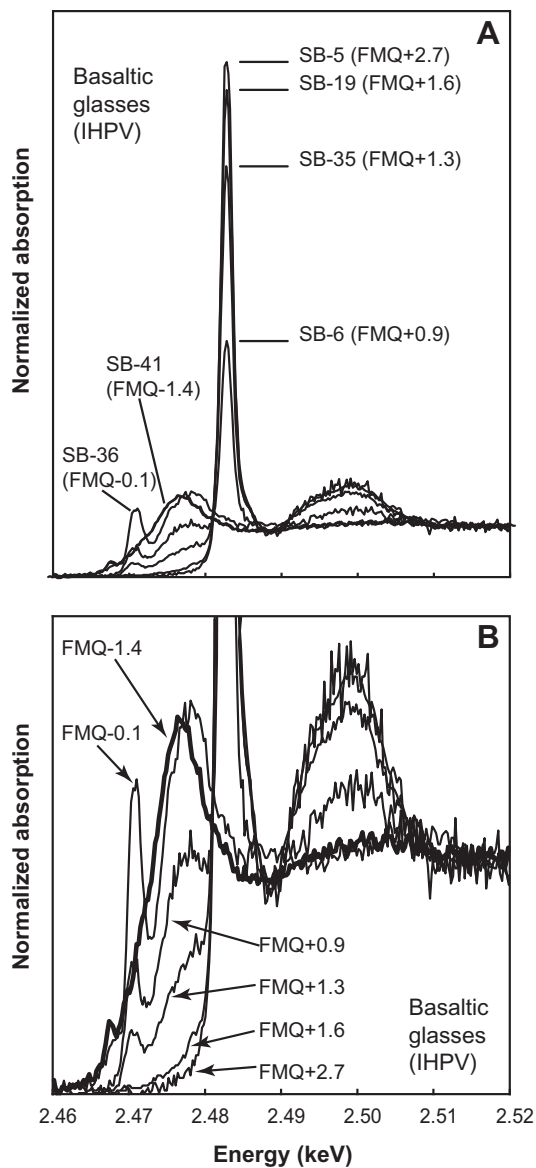 A
SB-5 (FMQ+2.7)
SB-19 (FMQ+1.6)
Basaltic
glasses
(IHPV)
SB-35 (FMQ+1.3)
SB-6 (FMQ+0.9)
SB-41
(FMQ-1.4)
SB-36
(FMQ-0.1)
Normalized absorption
B
FMQ-1.4
FMQ-0.1
FMQ+0.9
FMQ+1.3
FMQ+1.6
FMQ+2.7
Basaltic
glasses
(IHPV)
Normalized absorption
2.46 2.47 2.48 2.49 2.50 2.51 2.52
Energy (keV)